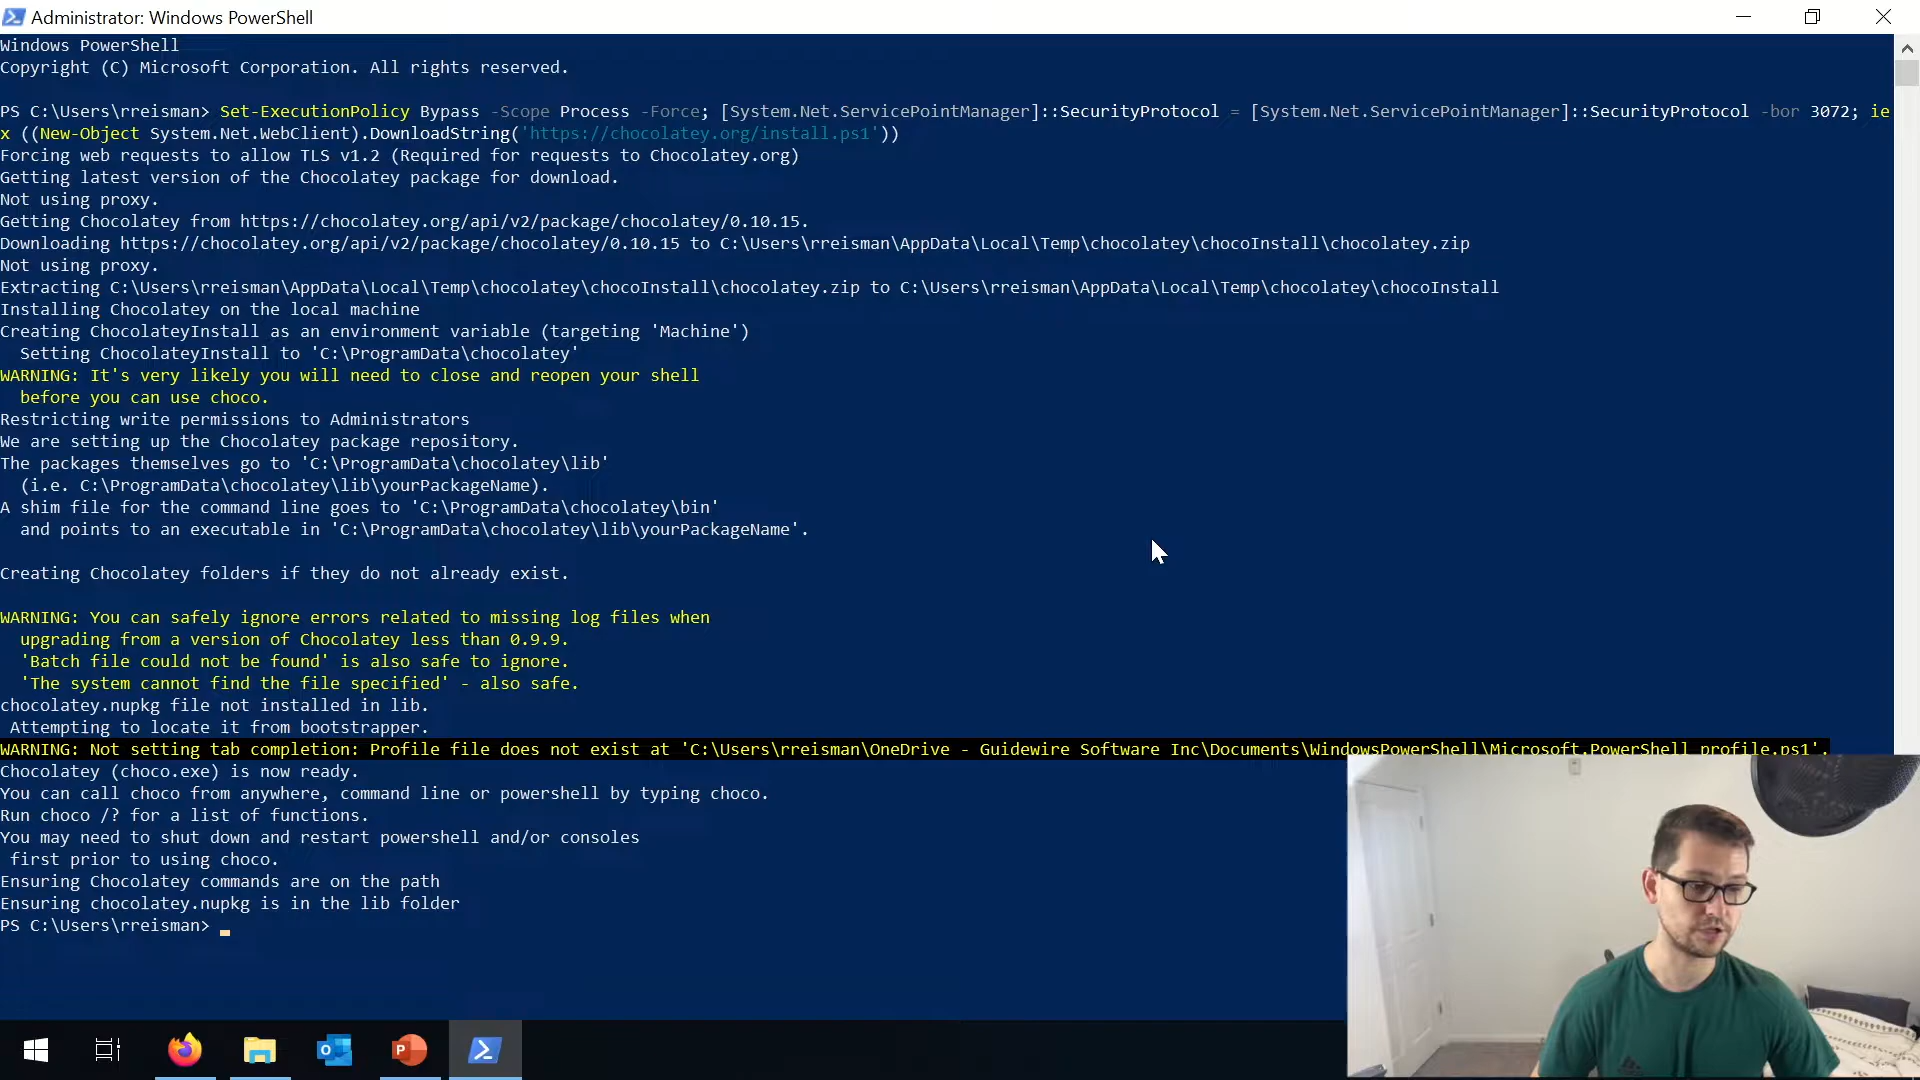 Administrator: Windows PowerShell
Windows PowerShell
Copyright (C) Microsoft Corporation. All rights reserved.
PS C:\Users\rreisman> Set-ExecutionPolicy Bypass -Scope Process -Force; [System.Net.ServicePointManager]::SecurityProtocol = [System.Net.ServicePointManager]::SecurityProtocol -bor 3072; ie
x ((New-Object System.Net.WebClient).DownloadString('https://chocolatey.org/install.ps1'))
Forcing web requests to allow TLS v1.2 (Required for requests to Chocolatey.org)
Getting latest version of the Chocolatey package for download.
Not using proxy.
Getting Chocolatey from https://chocolatey.org/api/v2/package/chocolatey/0.10.15.
Downloading https://chocolatey.org/api/v2/package/chocolatey/0.10.15 to C:\Users\rreisman\AppData\Local\Temp\chocolatey\chocoInstall\chocolatey.zip
Not using proxy.
Extracting C:\Users\rreisman\AppData\Local\Temp\chocolatey\chocoInstall\chocolatey.zip to C:\Users\rreisman\AppData\Local\Temp\chocolatey\chocoInstall
Installing Chocolatey on the local machine
Creating ChocolateyInstall as an environment variable (targeting 'Machine')
  Setting ChocolateyInstall to 'C:\ProgramData\chocolatey'
WARNING: It's very likely you will need to close and reopen your shell
  before you can use choco.
Restricting write permissions to Administrators
We are setting up the Chocolatey package repository.
The packages themselves go to 'C:\ProgramData\chocolatey\lib'
  (i.e. C:\ProgramData\chocolatey\lib\yourPackageName).
A shim file for the command line goes to 'C:\ProgramData\chocolatey\bin'
  and points to an executable in 'C:\ProgramData\chocolatey\lib\yourPackageName'.
Creating Chocolatey folders if they do not already exist.
WARNING: You can safely ignore errors related to missing log files when
  upgrading from a version of Chocolatey less than 0.9.9.
  'Batch file could not be found' is also safe to ignore.
  'The system cannot find the file specified' - also safe.
chocolatey.nupkg file not installed in lib.
 Attempting to locate it from bootstrapper.
WARNING: Not setting tab completion: Profile file does not exist at 'C:\Users\rreisman\OneDrive - Guidewire Software Inc\Documents\WindowsPowerShell\Microsoft.PowerShell_profile.ps1'.
Chocolatey (choco.exe) is now ready.
You can call choco from anywhere, command line or powershell by typing choco.
Run choco /? for a list of functions.
You may need to shut down and restart powershell and/or consoles
 first prior to using choco.
Ensuring Chocolatey commands are on the path
Ensuring chocolatey.nupkg is in the lib folder
PS C:\Users\rreisman>